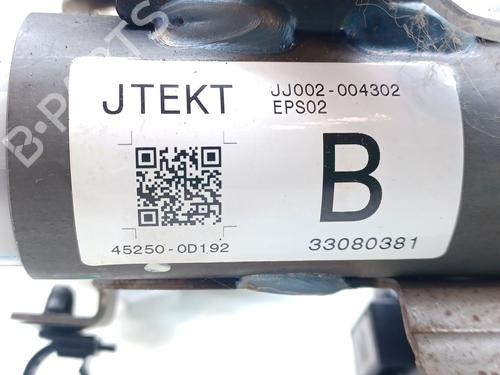 JTEKT
JJ002-004302
EPS02
B
45250-0D192
33080381
B-PARTS